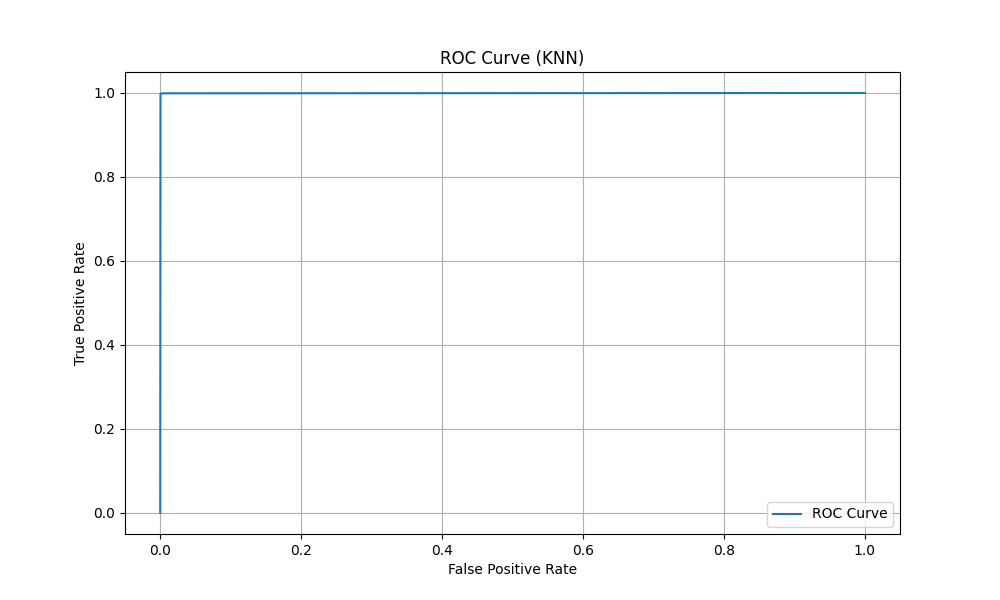 ROC Curve (KNN)
True Positive Rate
1.0
0.8
0.6
0.4
0.2
0.0
ROC Curve
0.0 0.2 0.4 0.6 0.8 1.0
False Positive Rate